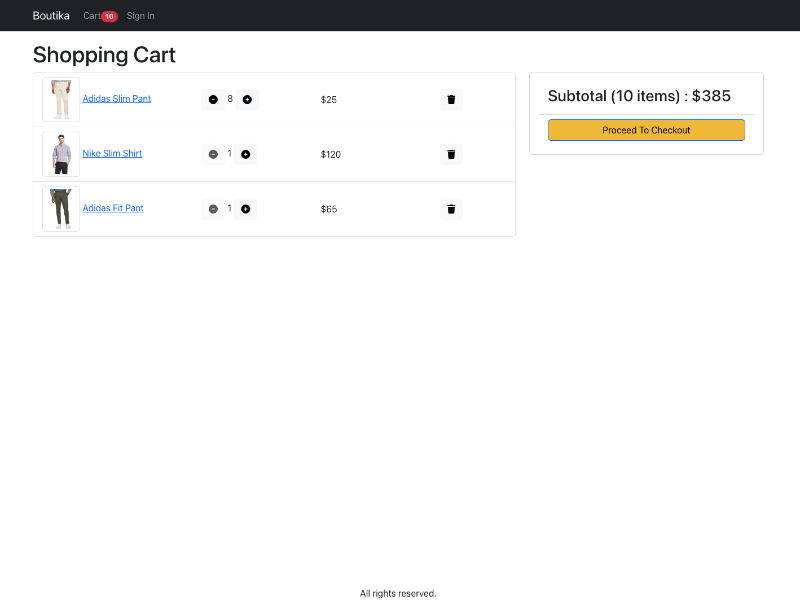 Boutika Cart 10 Sign In
Shopping Cart
Adidas Slim Pant 8 $25
Nike Slim Shirt 1 $120
Adidas Fit Pant 1 $65
Subtotal (10 items) : $385
Proceed To Checkout
All rights reserved.